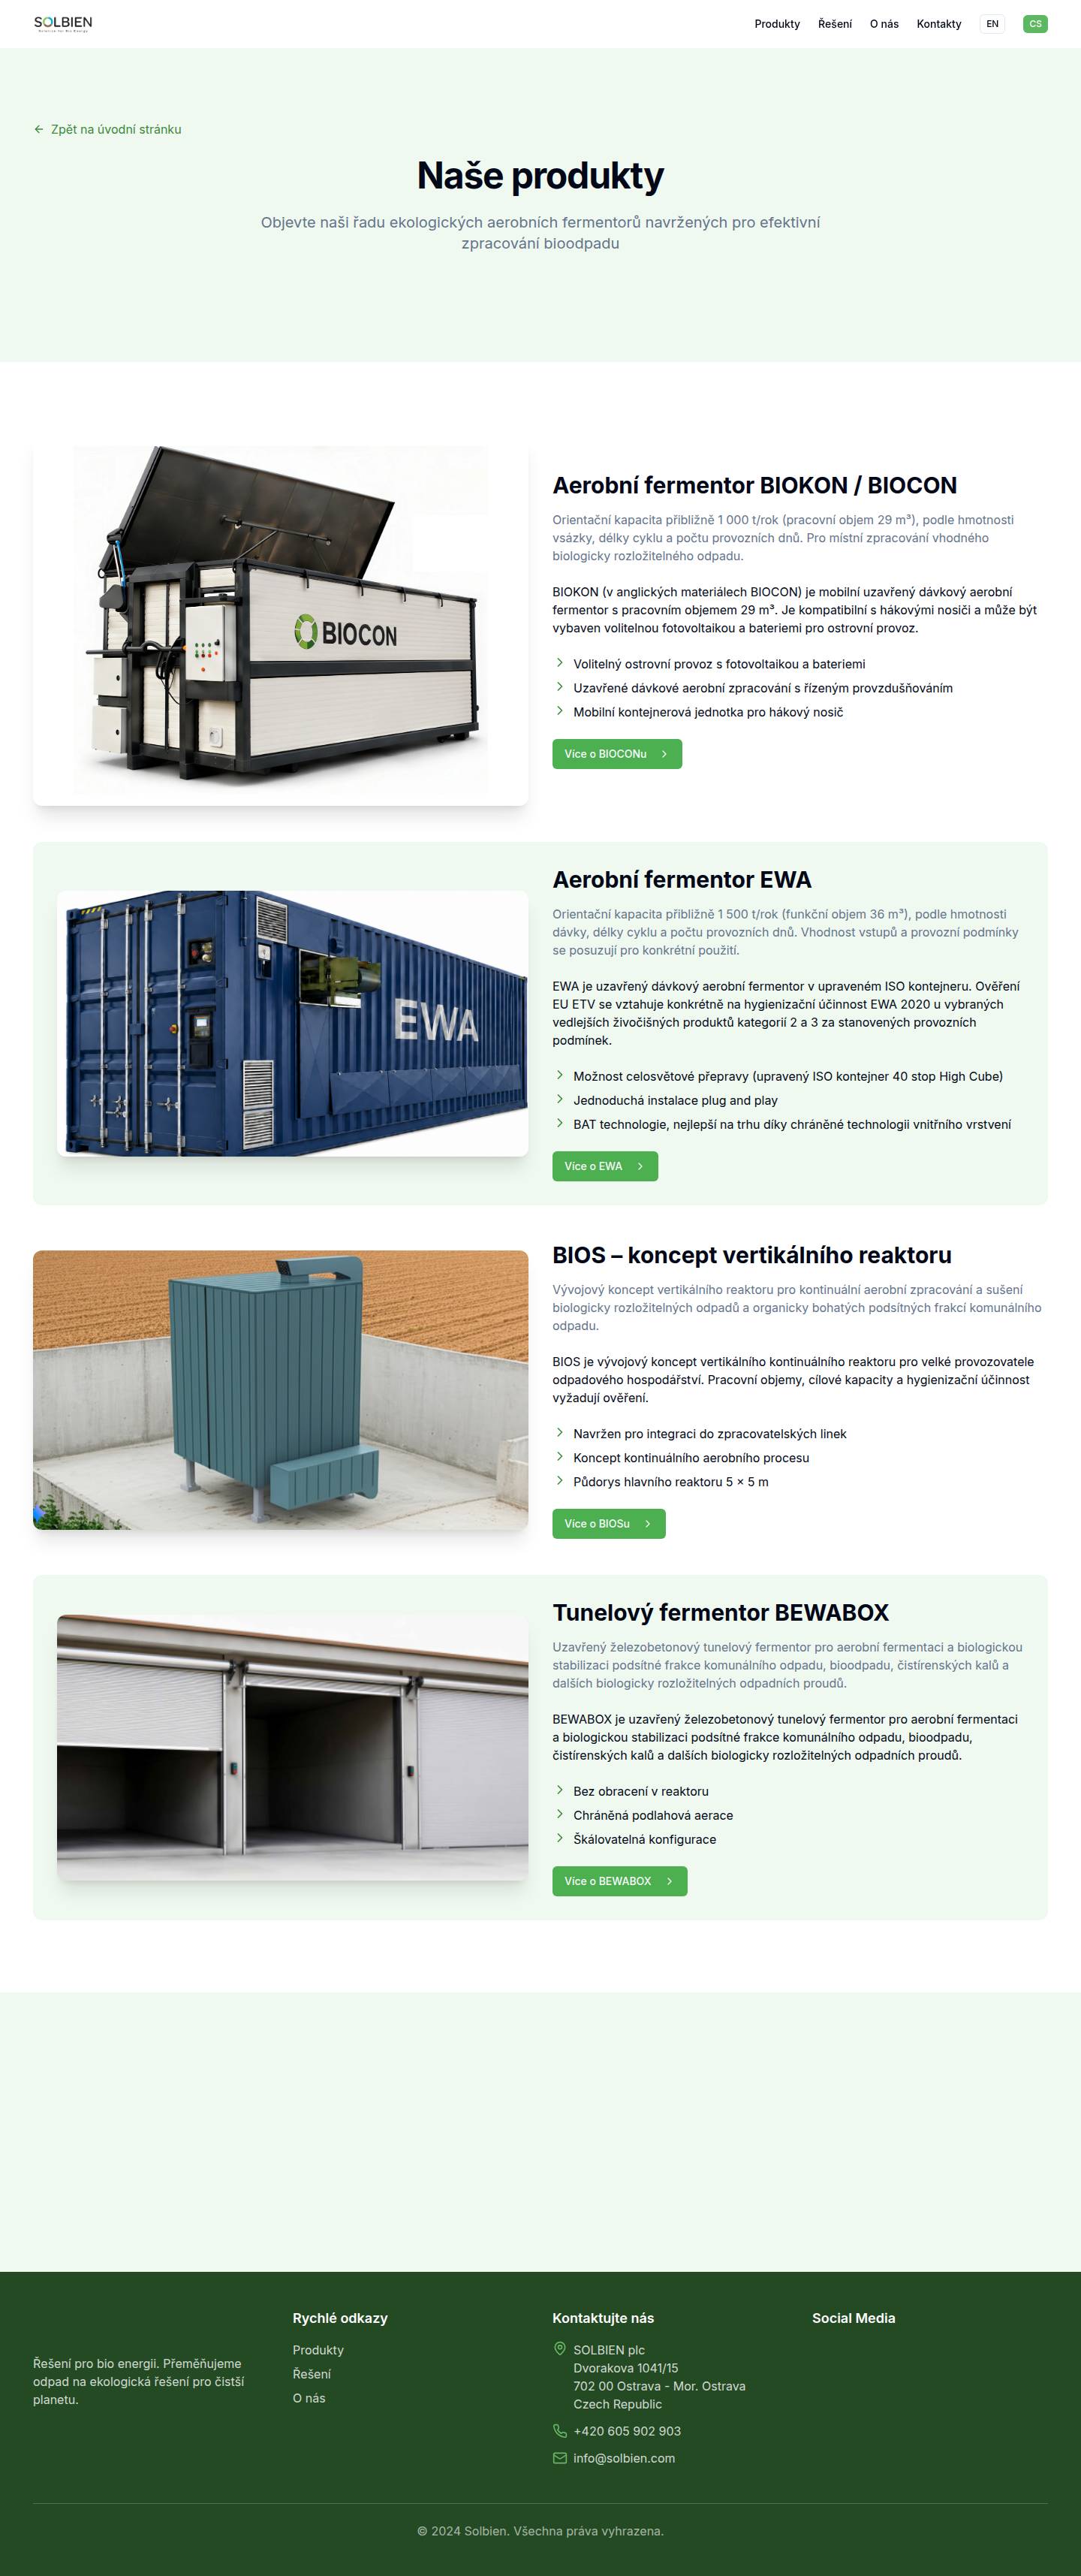 SOLBIEN
Solution for Bio Energy
Produkty
Řešení
O nás
Kontakty
EN
CS
Zpět na úvodní stránku
Naše produkty
Objevte naši řadu ekologických aerobních fermentorů navržených pro efektivní
zpracování bioodpadu
BIOCON
Aerobní fermentor BIOKON / BIOCON
Orientační kapacita přibližně 1 000 t/rok (pracovní objem 29 m³), podle hmotnosti
vsázky, délky cyklu a počtu provozních dnů. Pro místní zpracování vhodného
biologicky rozložitelného odpadu.
BIOKON (v anglických materiálech BIOCON) je mobilní uzavřený dávkový aerobní
fermentor s pracovním objemem 29 m³. Je kompatibilní s hákovými nosiči a může být
vybaven volitelnou fotovoltaikou a bateriemi pro ostrovní provoz.
Volitelný ostrovní provoz s fotovoltaikou a bateriemi
Uzavřené dávkové aerobní zpracování s řízeným provzdušňováním
Mobilní kontejnerová jednotka pro hákový nosič
Více o BIOCONu
EWA
Aerobní fermentor EWA
Orientační kapacita přibližně 1 500 t/rok (funkční objem 36 m³), podle hmotnosti
dávky, délky cyklu a počtu provozních dnů. Vhodnost vstupů a provozní podmínky
se posuzují pro konkrétní použití.
EWA je uzavřený dávkový aerobní fermentor v upraveném ISO kontejneru. Ověření
EU ETV se vztahuje konkrétně na hygienizační účinnost EWA 2020 u vybraných
vedlejších živočišných produktů kategorií 2 a 3 za stanovených provozních
podmínek.
Možnost celosvětové přepravy (upravený ISO kontejner 40 stop High Cube)
Jednoduchá instalace plug and play
BAT technologie, nejlepší na trhu díky chráněné technologii vnitřního vrstvení
Více o EWA
BIOS – koncept vertikálního reaktoru
Vývojový koncept vertikálního reaktoru pro kontinuální aerobní zpracování a sušení
biologicky rozložitelných odpadů a organicky bohatých podsítných frakcí komunálního
odpadu.
BIOS je vývojový koncept vertikálního kontinuálního reaktoru pro velké provozovatele
odpadového hospodářství. Pracovní objemy, cílové kapacity a hygienizační účinnost
vyžadují ověření.
Navržen pro integraci do zpracovatelských linek
Koncept kontinuálního aerobního procesu
Půdorys hlavního reaktoru 5 × 5 m
Více o BIOSu
Tunelový fermentor BEWABOX
Uzavřený železobetonový tunelový fermentor pro aerobní fermentaci a biologickou
stabilizaci podsítné frakce komunálního odpadu, bioodpadu, čistírenských kalů a
dalších biologicky rozložitelných odpadních proudů.
BEWABOX je uzavřený železobetonový tunelový fermentor pro aerobní fermentaci
a biologickou stabilizaci podsítné frakce komunálního odpadu, bioodpadu,
čistírenských kalů a dalších biologicky rozložitelných odpadních proudů.
Bez obracení v reaktoru
Chráněná podlahová aerace
Škálovatelná konfigurace
Více o BEWABOX
Řešení pro bio energii. Přeměňujeme
odpad na ekologická řešení pro čistší
planetu.
Rychlé odkazy
Produkty
Řešení
O nás
Kontaktujte nás
SOLBIEN plc
Dvorakova 1041/15
702 00 Ostrava - Mor. Ostrava
Czech Republic
+420 605 902 903
info@solbien.com
Social Media
© 2024 Solbien. Všechna práva vyhrazena.